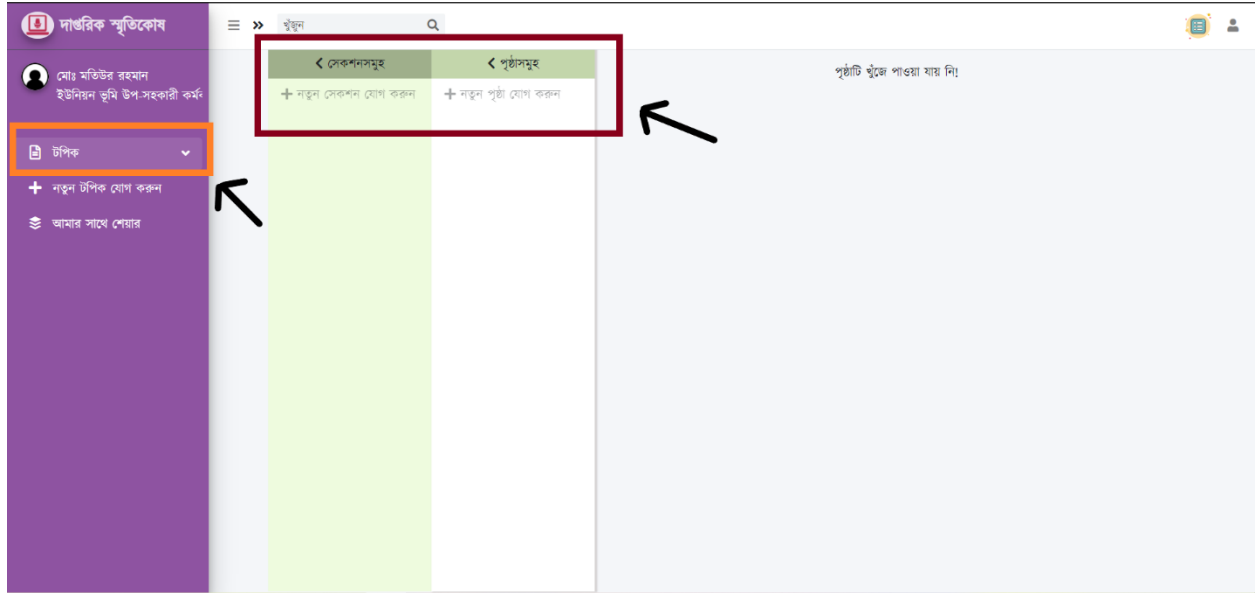 দাপ্তরিক স্মৃতিকোষ
খুঁজুন
মোঃ মতিউর রহমান
ইউনিয়ন ভূমি উপ-সহকারী
টপিক
নতুন টপিক যোগ করুন
আমার সাথে শেয়ার
সেকশনসমুহ
নতুন সেকশন যোগ করুন
পৃষ্ঠাসমুহ
নতুন পৃষ্ঠা যোগ করুন
পৃষ্ঠাটি খুঁজে পাওয়া যায় নি!